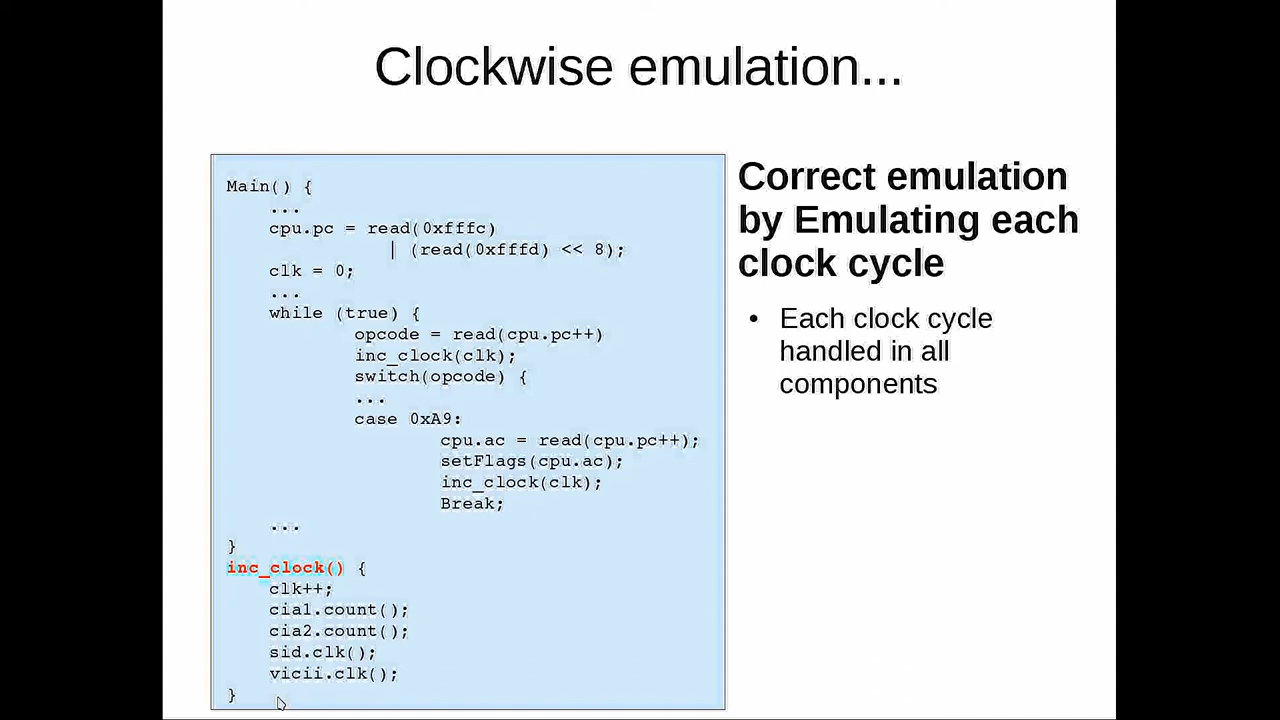 Clockwise emulation...
Main() {
...
cpu.pc = read(0xfffc)
| (read(0xfffd) << 8);
clk = 0;
...
while (true) {
opcode = read(cpu.pc++)
inc_clock(clk);
switch(opcode) {
...
case 0xA9:
cpu.ac = read(cpu.pc++);
setFlags(cpu.ac);
inc_clock(clk);
Break;
...
}
inc_clock() {
clk++;
cia1.count();
cia2.count();
sid.clk();
vicii.clk();
}
Correct emulation
by Emulating each
clock cycle
• Each clock cycle
handled in all
components